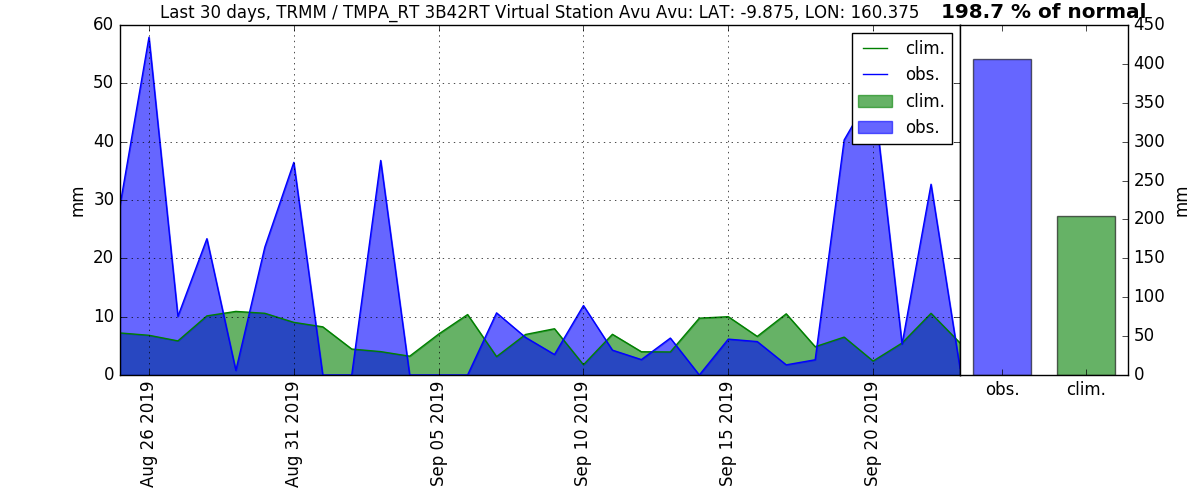 Last 30 days, TRMM / TMPA_RT 3B42RT Virtual Station Avu Avu: LAT: -9.875, LON: 160.375
198.7 % of normal
60
50
40
30
20
10
0
mm
clim.
obs.
clim.
obs.
Aug 26 2019
Aug 31 2019
Sep 05 2019
Sep 10 2019
Sep 15 2019
Sep 20 2019
450
400
350
300
250
200
150
100
50
0
mm
obs.
clim.